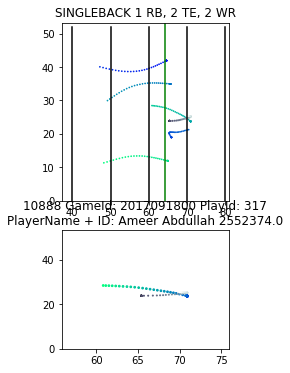 SINGLEBACK 1 RB, 2 TE, 2 WR
50
40
30
20
10
0
40 50 60 70 80
10888 GameId: 2017091800 PlayId: 317
PlayerName + ID: Ameer Abdullah 2552374.0
40
20
0
60 65 70 75